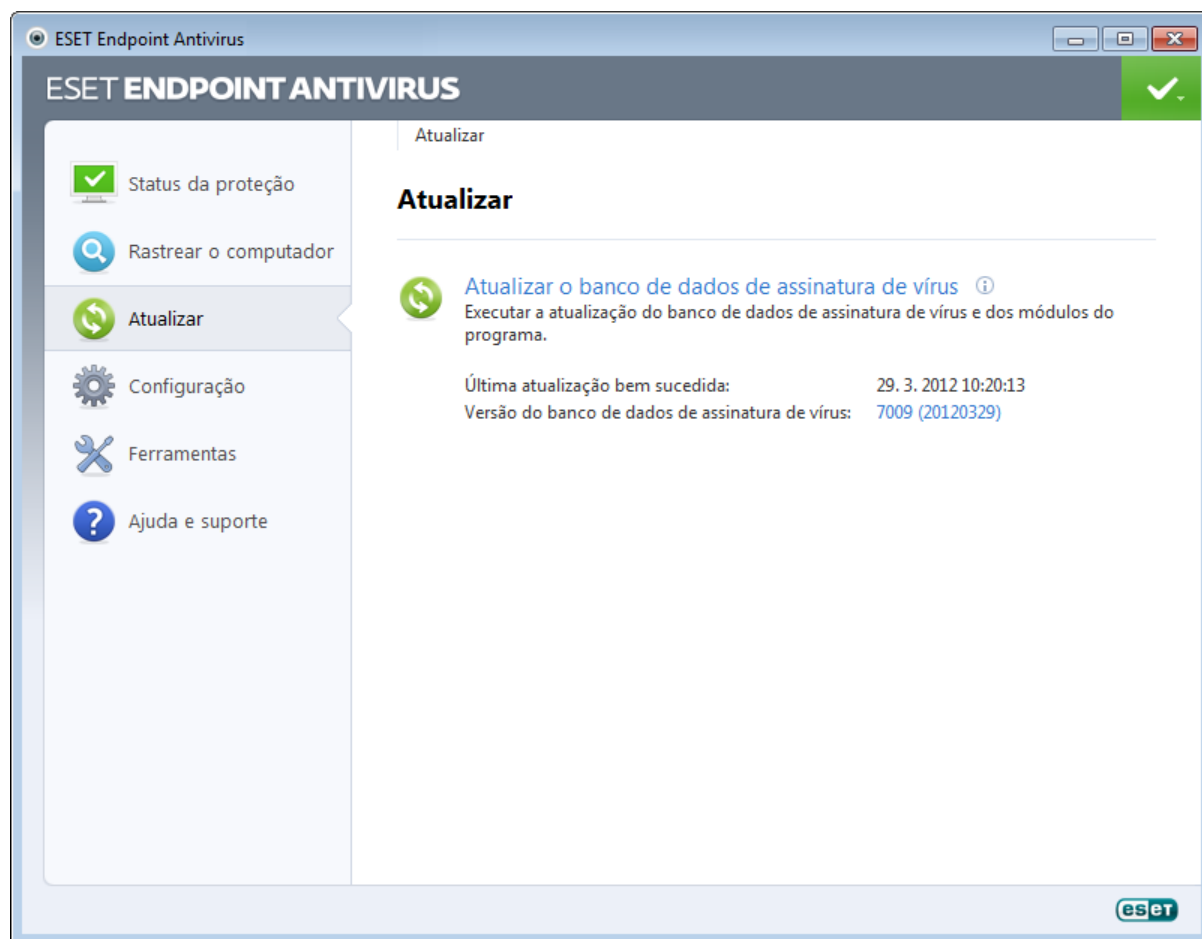 ESET Endpoint Antivirus
ESET ENDPOINT ANTIVIRUS
Status da proteção
Rastrear o computador
Atualizar
Configuração
Ferramentas
Ajuda e suporte
Atualizar
Atualizar
Atualizar o banco de dados de assinatura de vírus
Executar a atualização do banco de dados de assinatura de vírus e dos módulos do
programa.
Última atualização bem sucedida: 29. 3. 2012 10:20:13
Versão do banco de dados de assinatura de vírus: 7009 (20120329)
eseT